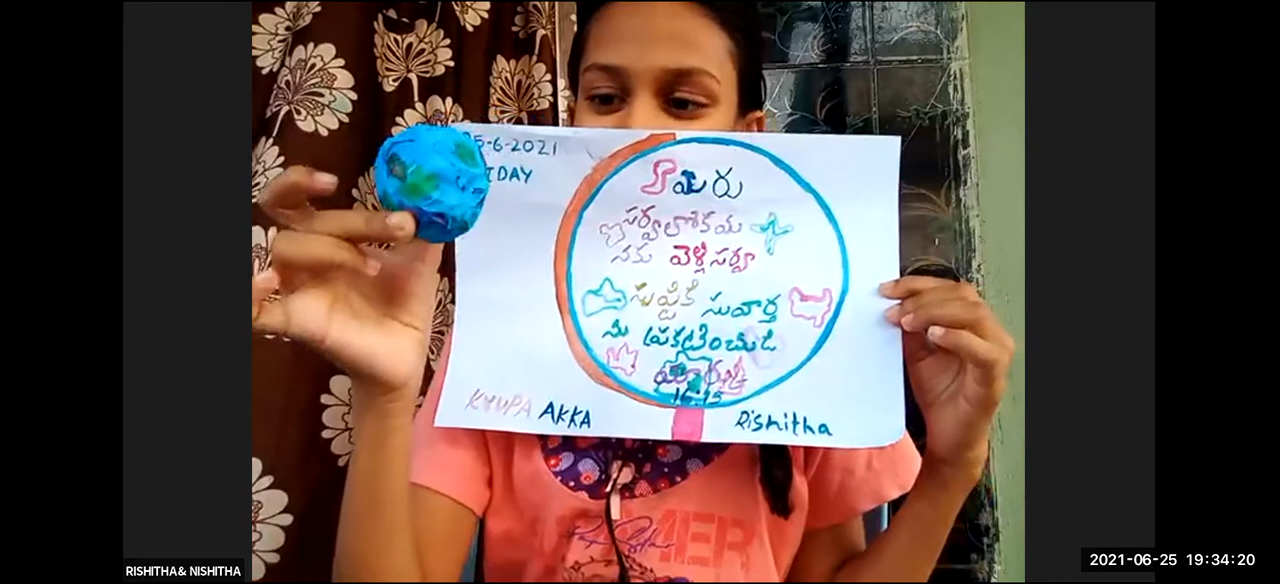 5-6-2021
IDAY
మీరు
సర్వలోకము
నకు వెళ్లి సర్వ
సృష్టికి సువార్త
ను ప్రకటించుడి
మార్కు
16:15
KYUPA AKKA
Rishitha
RISHITHA& NISHITHA
2021-06-25 19:34:20